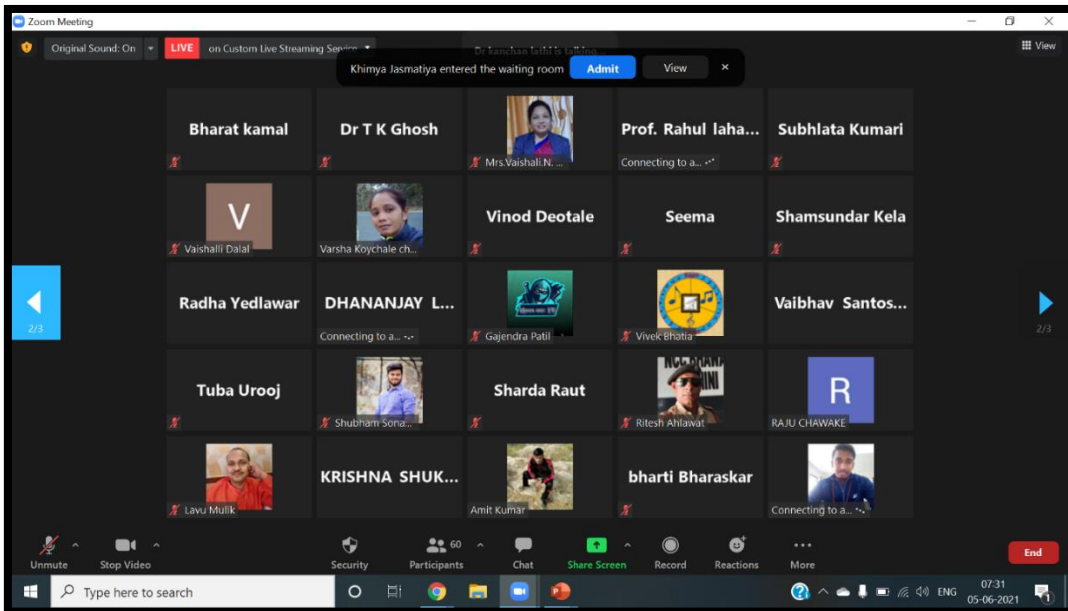 Zoom Meeting
Original Sound: On LIVE on Custom Live Streaming Service View
Dr kanchan lathi is talking...
Khimya Jasmatiya entered the waiting room Admit View
Bharat kamal Dr T K Ghosh Mrs.Vaishali.N. ... Prof. Rahul laha... Connecting to a... Subhlata Kumari
V Vaishalli Dalal Varsha Koychale ch... Vinod Deotale Seema Shamsundar Kela
2/3
Radha Yedlawar DHANANJAY L... Connecting to a... Gajendra Patil Vivek Bhatia Vaibhav Santos...
2/3
Tuba Urooj Shubham Sona... Sharda Raut Ritesh Ahlawat R RAJU CHAWAKE
Lavu Mulik KRISHNA SHUK... Amit Kumar bharti Bharaskar Connecting to a...
Unmute Stop Video Security Participants 60 Chat Share Screen Record Reactions More End
Type here to search ENG 07:31
05-06-2021